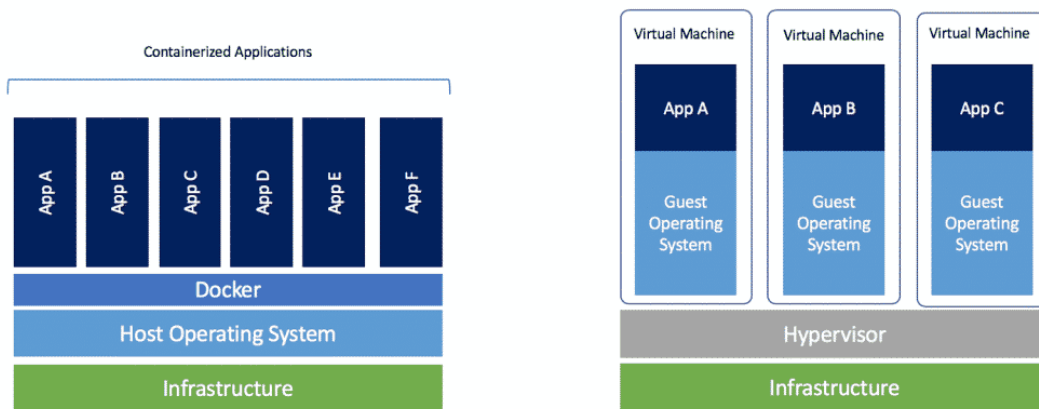 Containerized Applications
App A
App B
App C
App D
App E
App F
Docker
Host Operating System
Infrastructure
Virtual Machine
App A
Guest
Operating
System
Virtual Machine
App B
Guest
Operating
System
Virtual Machine
App C
Guest
Operating
System
Hypervisor
Infrastructure